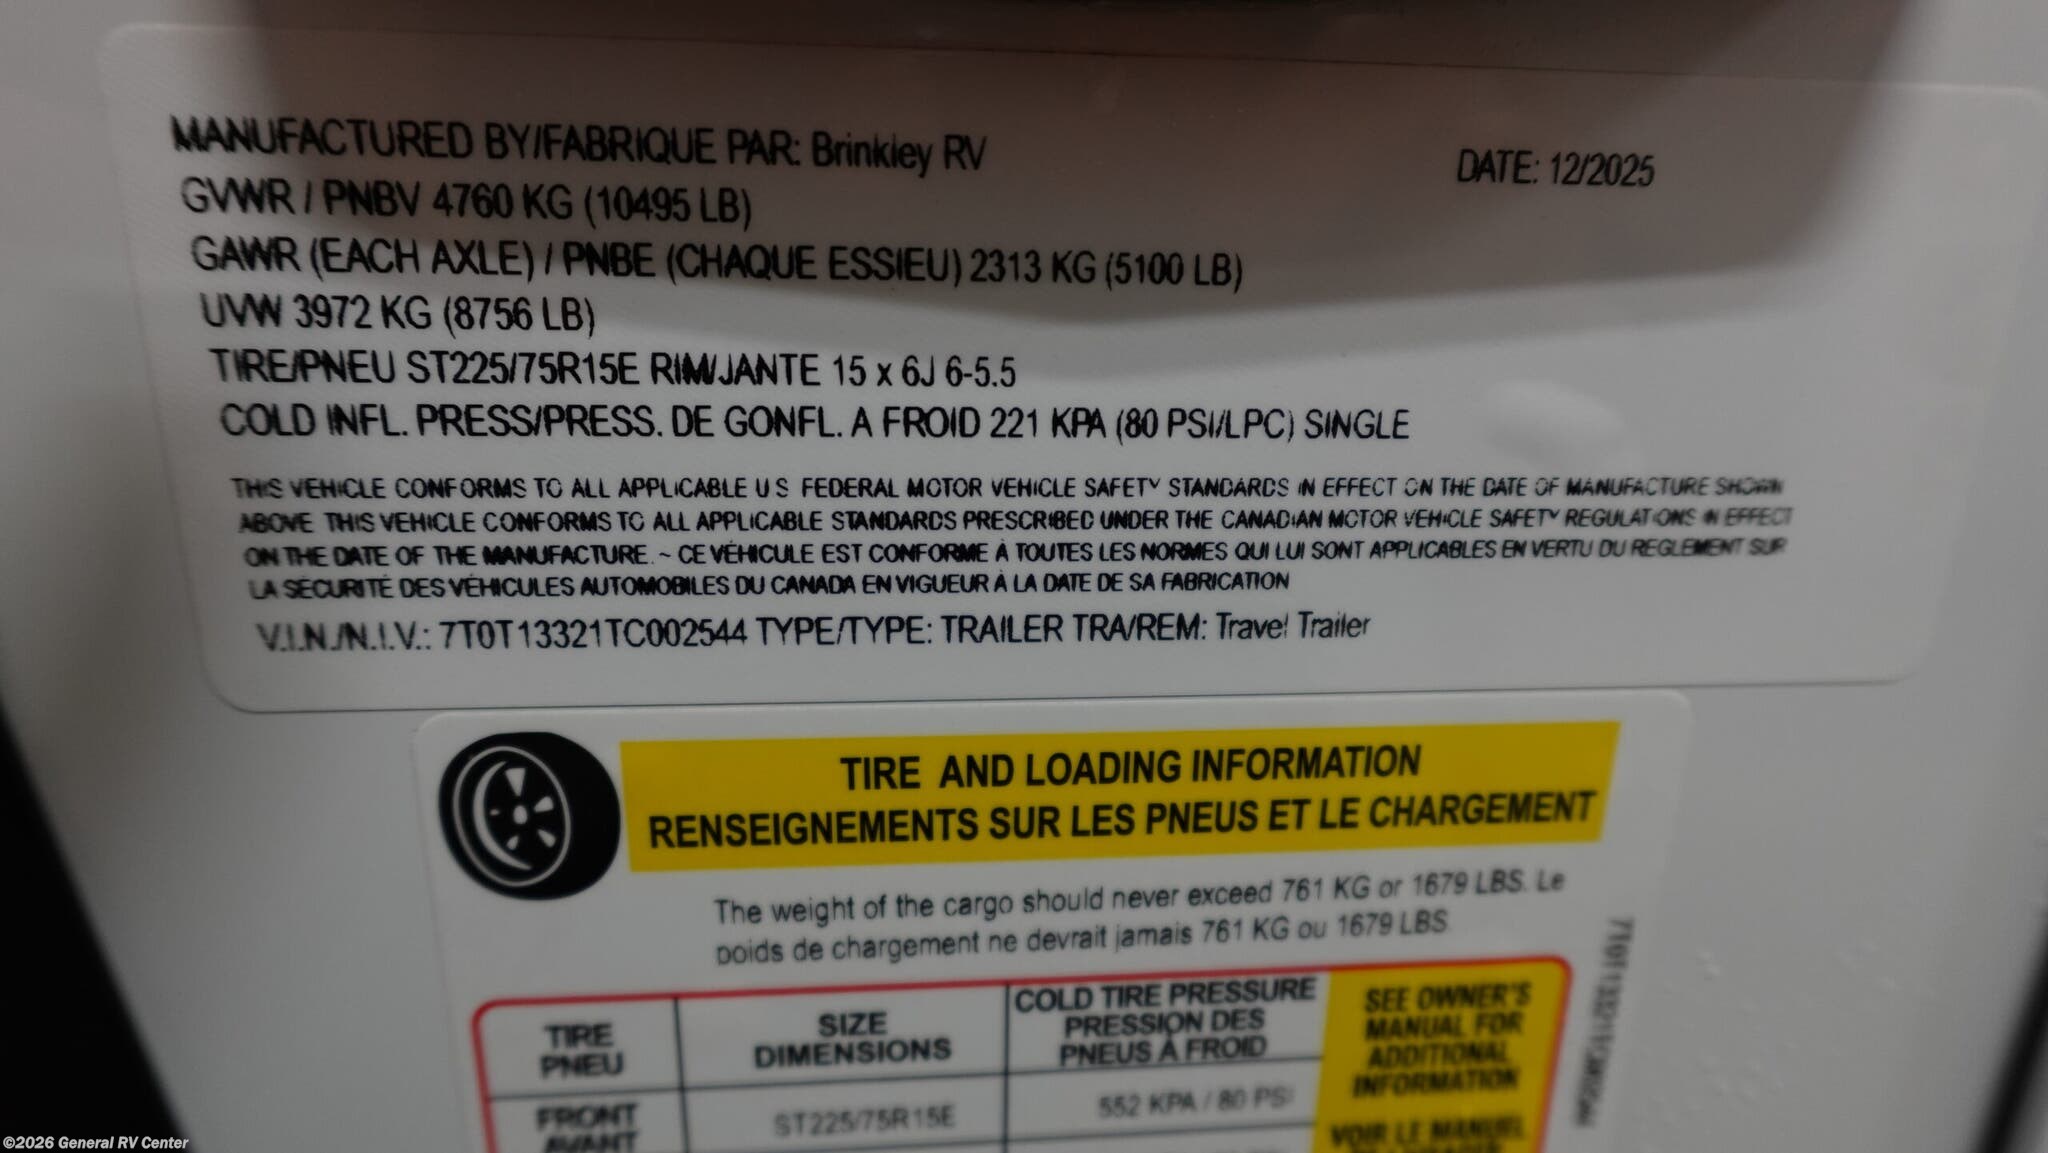 MANUFACTURED BY/FABRIQUE PAR: Brinkley RV
DATE: 12/2025
GVWR / PNBV 4760 KG (10495 LB)
GAWR (EACH AXLE) / PNBE (CHAQUE ESSIEU) 2313 KG (5100 LB)
UVW 3972 KG (8756 LB)
TIRE/PNEU ST225/75R15E RIM/JANTE 15 x 6J 6-5.5
COLD INFL. PRESS/PRESS. DE GONFL. A FROID 221 KPA (80 PSI/LPC) SINGLE
THIS VEHICLE CONFORMS TO ALL APPLICABLE U S FEDERAL MOTOR VEHICLE SAFETY STANDARDS IN EFFECT ON THE DATE OF MANUFACTURE SHOWN
ABOVE THIS VEHICLE CONFORMS TO ALL APPLICABLE STANDARDS PRESCRIBED UNDER THE CANADIAN MOTOR VEHICLE SAFETY REGULATIONS IN EFFECT
ON THE DATE OF THE MANUFACTURE. ~ CE VÉHICULE EST CONFORME À TOUTES LES NORMES QUI LUI SONT APPLICABLES EN VERTU DU REGLEMENT SUR
LA SÉCURITÉ DES VÉHICULES AUTOMOBILES DU CANADA EN VIGUEUR À LA DATE DE SA FABRICATION
V.I.N./N.I.V.: 7T0T13321TC002544 TYPE/TYPE: TRAILER TRA/REM: Travel Trailer
TIRE AND LOADING INFORMATION
RENSEIGNEMENTS SUR LES PNEUS ET LE CHARGEMENT
The weight of the cargo should never exceed 761 KG or 1679 LBS. Le
poids de chargement ne devrait jamais 761 KG ou 1679 LBS
TIRE
PNEU
SIZE
DIMENSIONS
COLD TIRE PRESSURE
PRESSION DES
PNEUS À FROID
SEE OWNER'S
MANUAL FOR
ADDITIONAL
INFORMATION
FRONT
AVANT
ST225/75R15E
552 KPA / 80 PSI
VOIR LE MANUEL
©2026 General RV Center